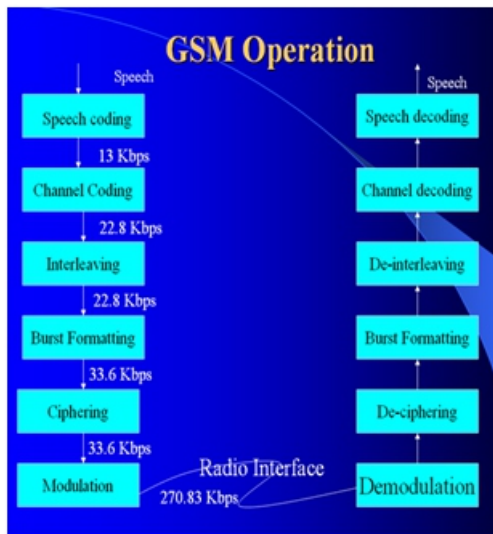 GSM Operation
Speech
Speech coding
13 Kbps
Channel Coding
22.8 Kbps
Interleaving
22.8 Kbps
Burst Formatting
33.6 Kbps
Ciphering
33.6 Kbps
Modulation
Radio Interface
270.83 Kbps
Demodulation
De-ciphering
Burst Formatting
De-interleaving
Channel decoding
Speech decoding
Speech